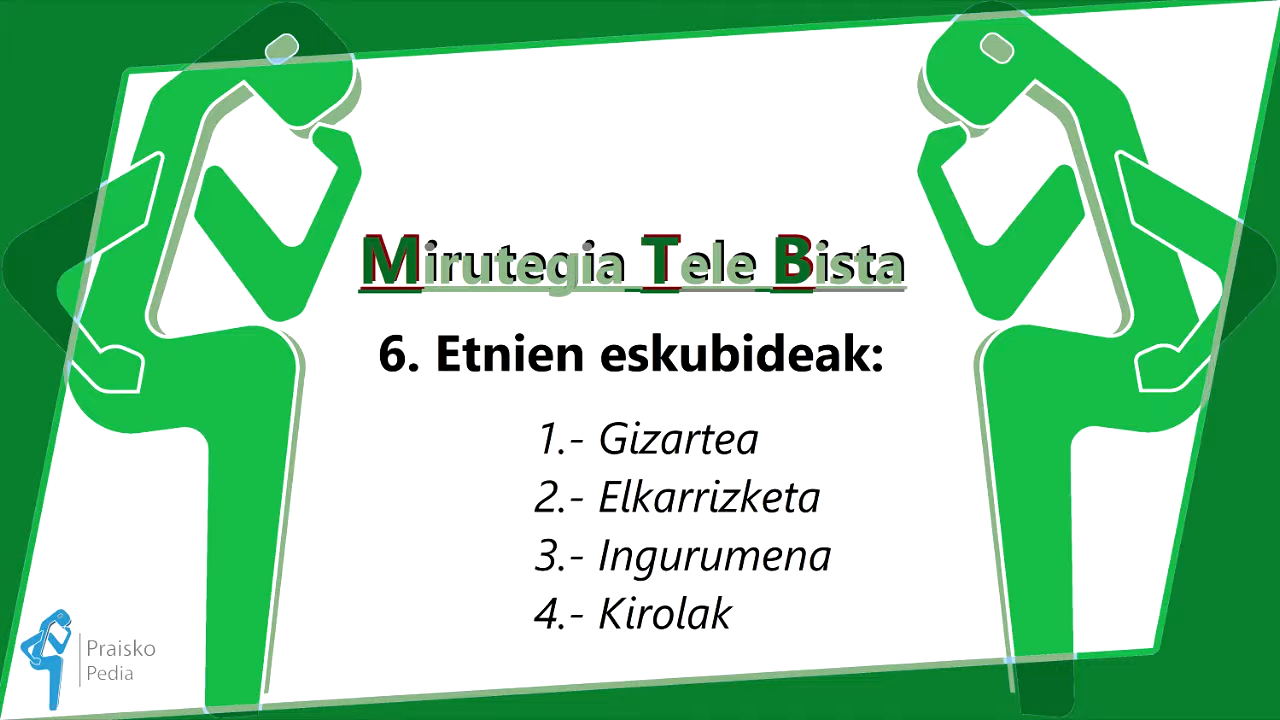 Mirutegia Tele Bista
6. Etnien eskubideak:
1.- Gizartea
2.- Elkarrizketa
3.- Ingurumena
4.- Kirolak
Praisko
Pedia